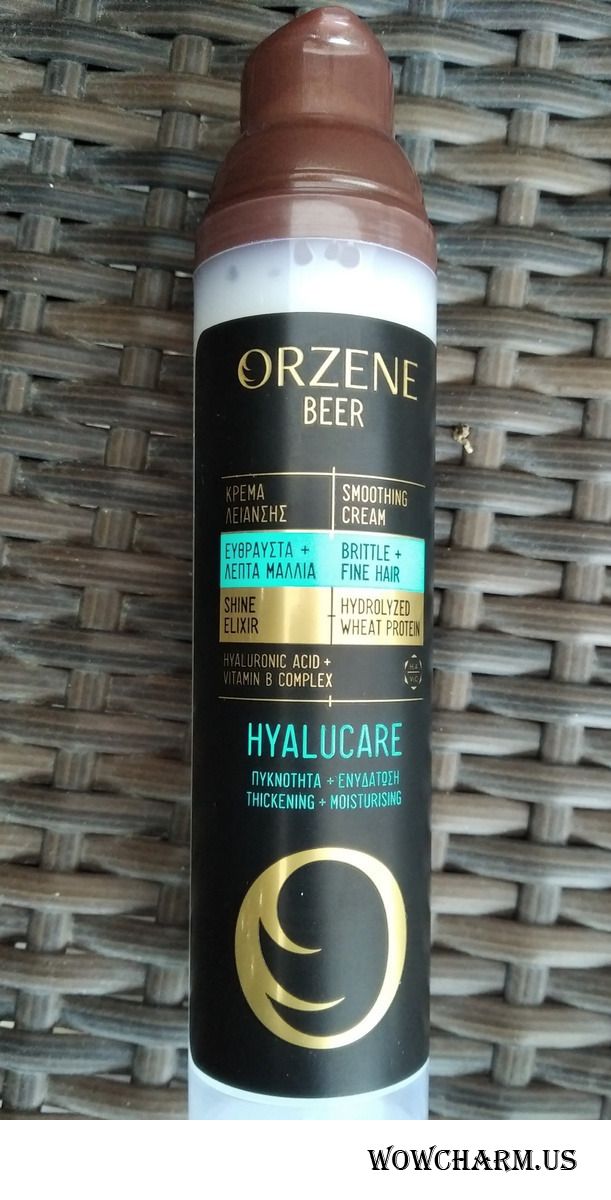 ORZENE
BEER
ΚΡΕΜΑ
ΛΕΙΑΝΣΗΣ
SMOOTHING
CREAM
ΕΥΘΡΑΥΣΤΑ +
ΛΕΠΤΑ ΜΑΛΛΙΑ
BRITTLE +
FINE HAIR
SHINE
ELIXIR
HYDROLYZED
WHEAT PROTEIN
HYALURONIC ACID +
VITAMIN B COMPLEX
HYALUCARE
ΠΥΚΝΟΤΗΤΑ + ΕΝΥΔΑΤΩΣΗ
THICKENING + MOISTURISING
WOWCHARM.US